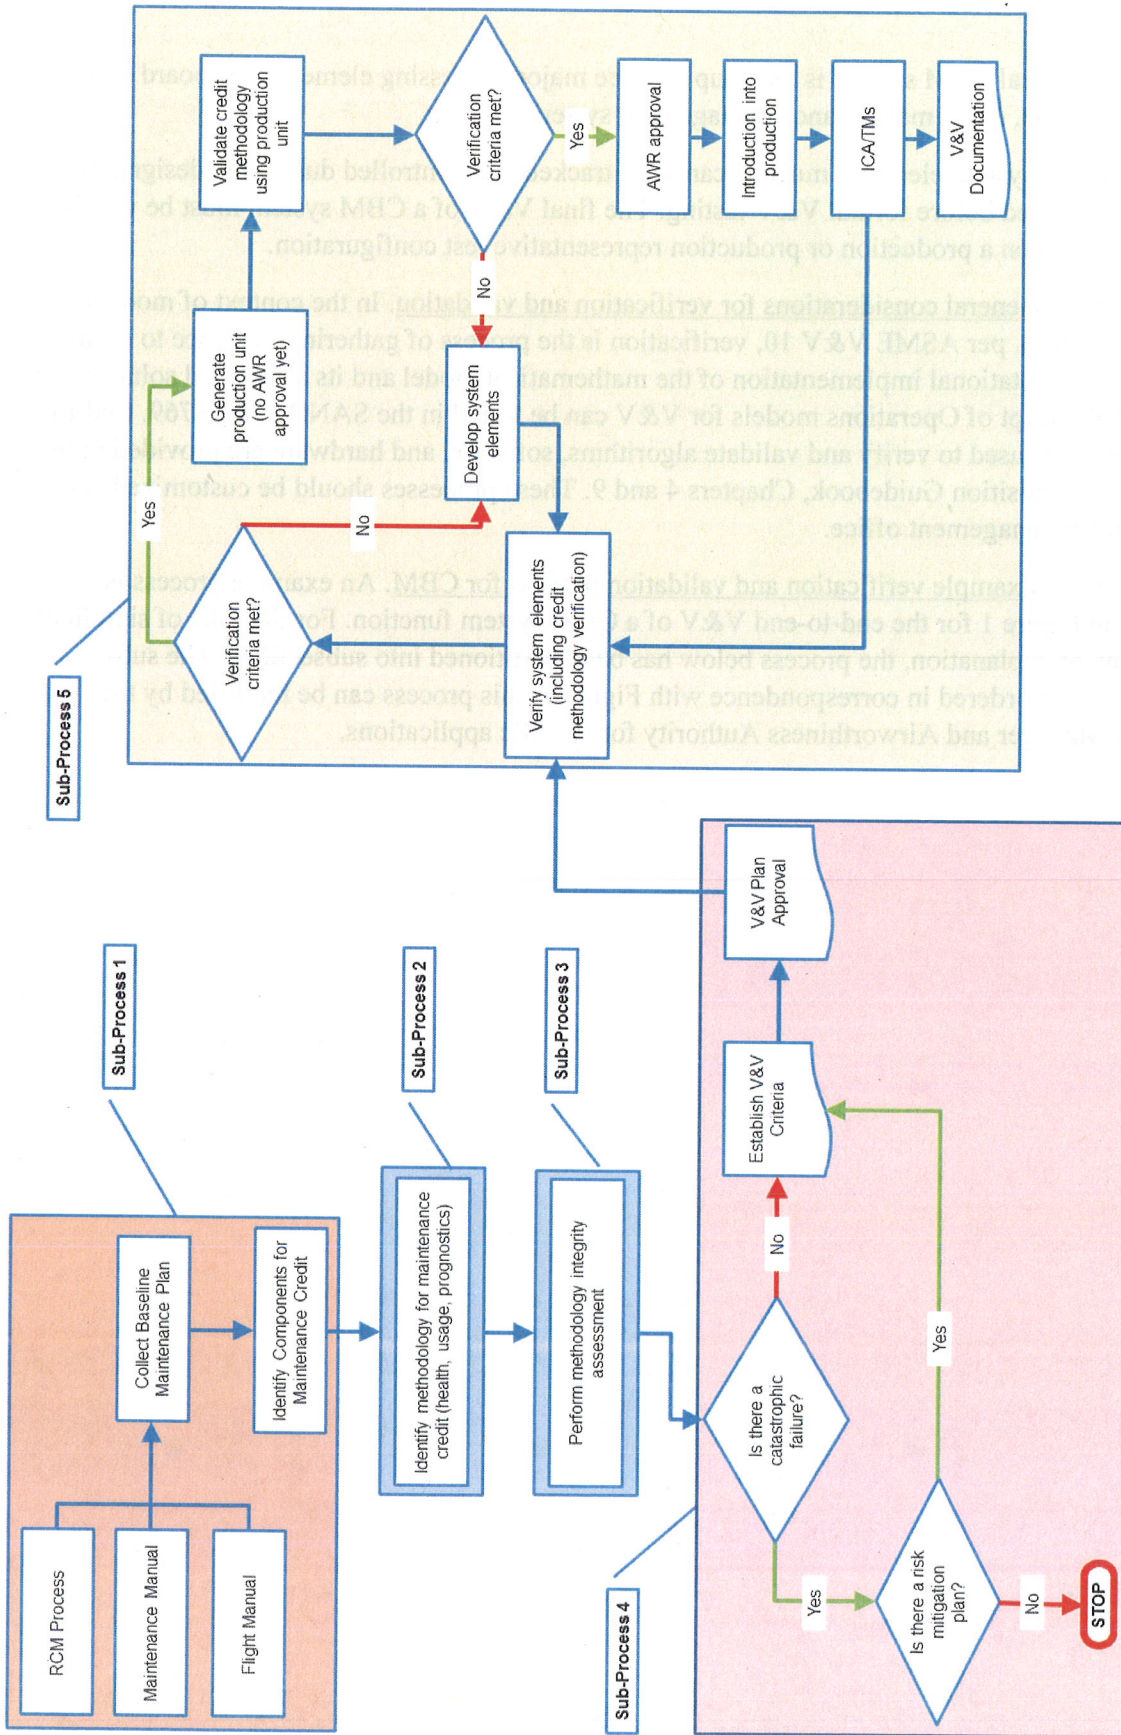 RCM Process
Maintenance Manual
Flight Manual
Collect Baseline
Maintenance Plan
Identify Components for
Maintenance Credit
Sub-Process 1
Identify methodology for maintenance
credit (health, usage, prognostics)
Sub-Process 2
Perform methodology integrity
assessment
Sub-Process 3
Sub-Process 4
Is there a
catastrophic
failure?
Yes
No
Is there a risk
mitigation
plan?
No
STOP
Yes
Establish V&V
Criteria
V&V Plan
Approval
Sub-Process 5
Verify system elements
(including credit
methodology verification)
Verification
criteria met?
Yes
No
Develop system
elements
Generate
production unit
(no AWR
approval yet)
Validate credit
methodology
using production
unit
Verification
criteria met?
No
Yes
AWR approval
Introduction into
production
ICA/TMs
V&V
Documentation